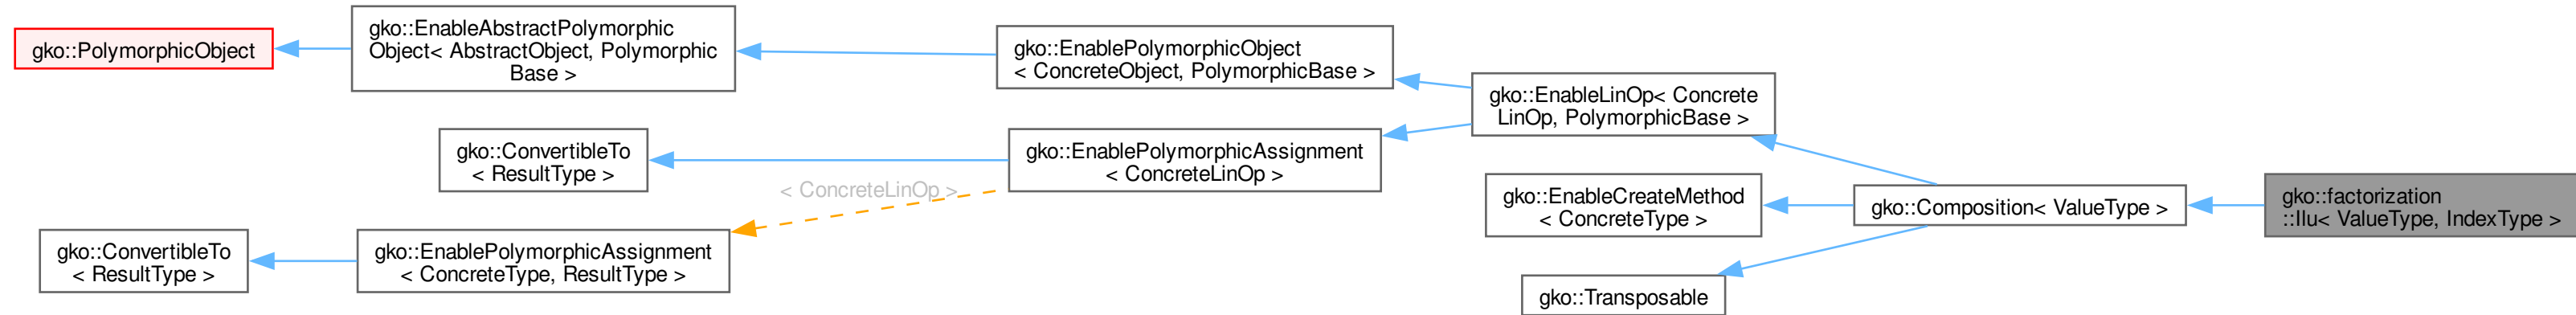 gko::PolymorphicObject
gko::EnableAbstractPolymorphic
Object< AbstractObject, Polymorphic
Base >
gko::EnablePolymorphicObject
< ConcreteObject, PolymorphicBase >
gko::EnableLinOp< Concrete
LinOp, PolymorphicBase >
gko::ConvertibleTo
< ResultType >
gko::EnablePolymorphicAssignment
< ConcreteLinOp >
< ConcreteLinOp >
gko::ConvertibleTo
< ResultType >
gko::EnablePolymorphicAssignment
< ConcreteType, ResultType >
gko::EnableCreateMethod
< ConcreteType >
gko::Transposable
gko::Composition< ValueType >
gko::factorization
::Ilu< ValueType, IndexType >